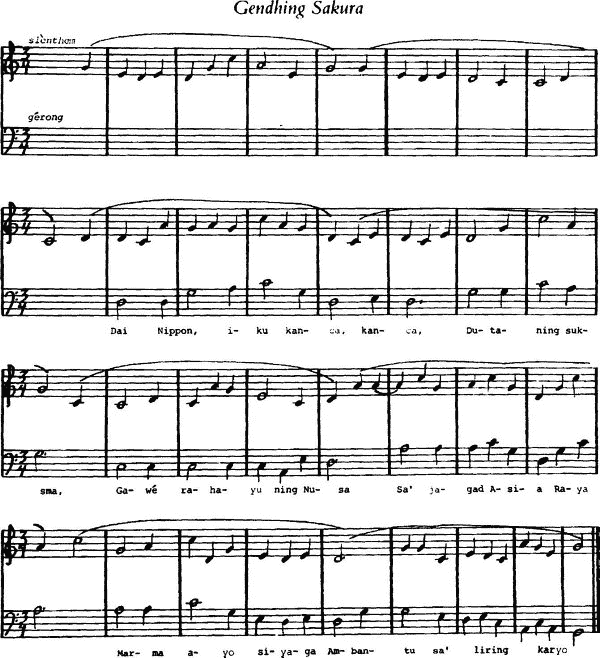 Gendhing Sakura
slenthem
gérong
Dai Nippon, i- ku kan- ca, kan- ca, Du- ta- ning suk-
sma, Ga- wé ra- ha- yu ning Nu- sa Sa' ja- gad A- si- a Ra- ya
Mar- ma a- yo si- ya- ga Am- ban- tu sa' liring karyo